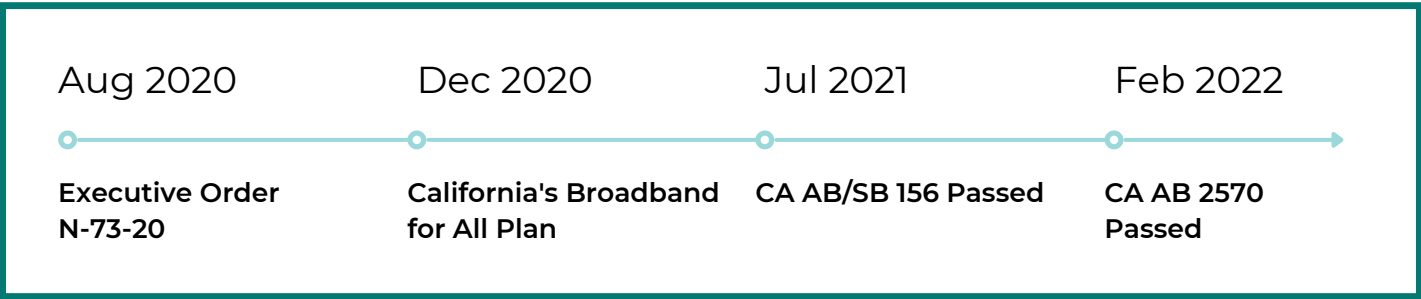 Aug 2020
Dec 2020
Jul 2021
Feb 2022
Executive Order
N-73-20
California's Broadband
for All Plan
CA AB/SB 156 Passed
CA AB 2570
Passed